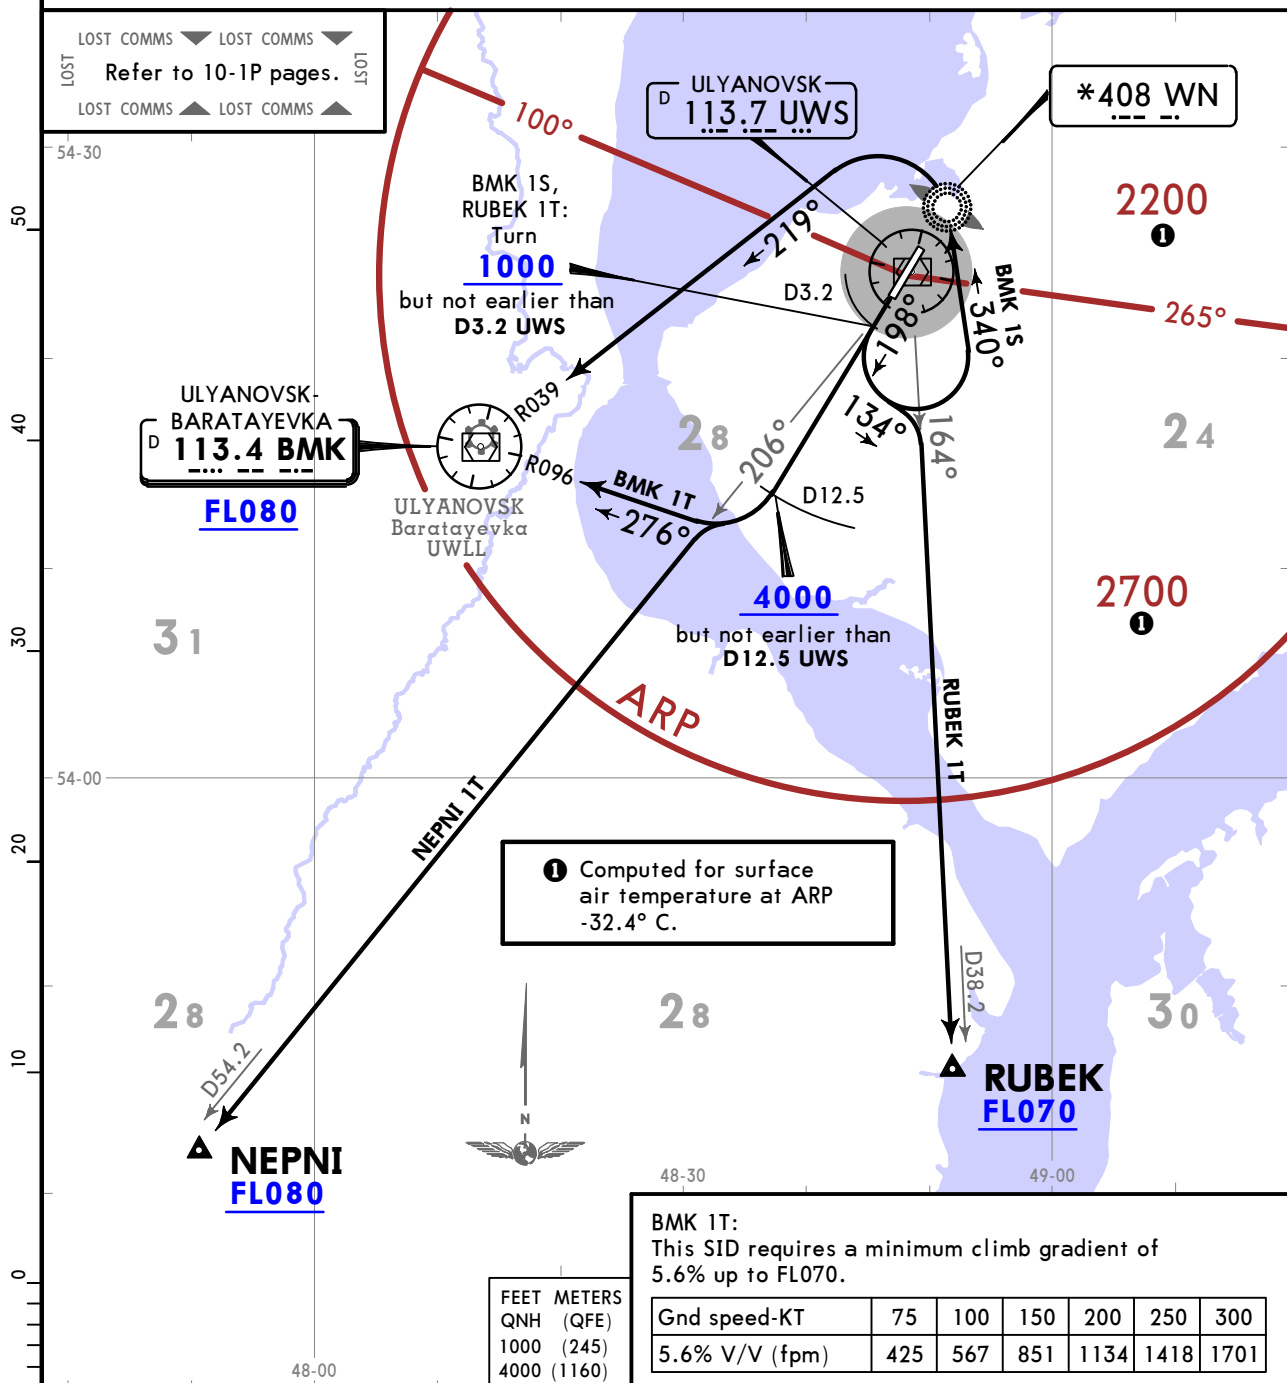 LOST COMMS LOST COMMS
LOST
Refer to 10-1P pages.
LOST
LOST COMMS LOST COMMS
ULYANOVSK
D 113.7 UWS
*408 WN
54-30
100°
BMK 1S,
RUBEK 1T:
Turn
1000
but not earlier than
D3.2 UWS
219°
D3.2
198°
BMK 1S
340°
2200
1
265°
50
40
30
20
10
0
ULYANOVSK-
BARATAYEVKA
D 113.4 BMK
FL080
R039
R096
ULYANOVSK
Baratayevka
UWLL
BMK 1T
276°
28
206°
134°
164°
24
D12.5
4000
but not earlier than
D12.5 UWS
2700
1
31
ARP
RUBEK 1T
54-00
NEPNI 1T
1 Computed for surface
air temperature at ARP
-32.4° C.
28
28
30
D38.2
D54.2
RUBEK
FL070
N
NEPNI
FL080
48-30
49-00
48-00
FEET METERS
QNH (QFE)
1000 (245)
4000 (1160)
BMK 1T:
This SID requires a minimum climb gradient of
5.6% up to FL070.
Gnd speed-KT 75 100 150 200 250 300
5.6% V/V (fpm) 425 567 851 1134 1418 1701